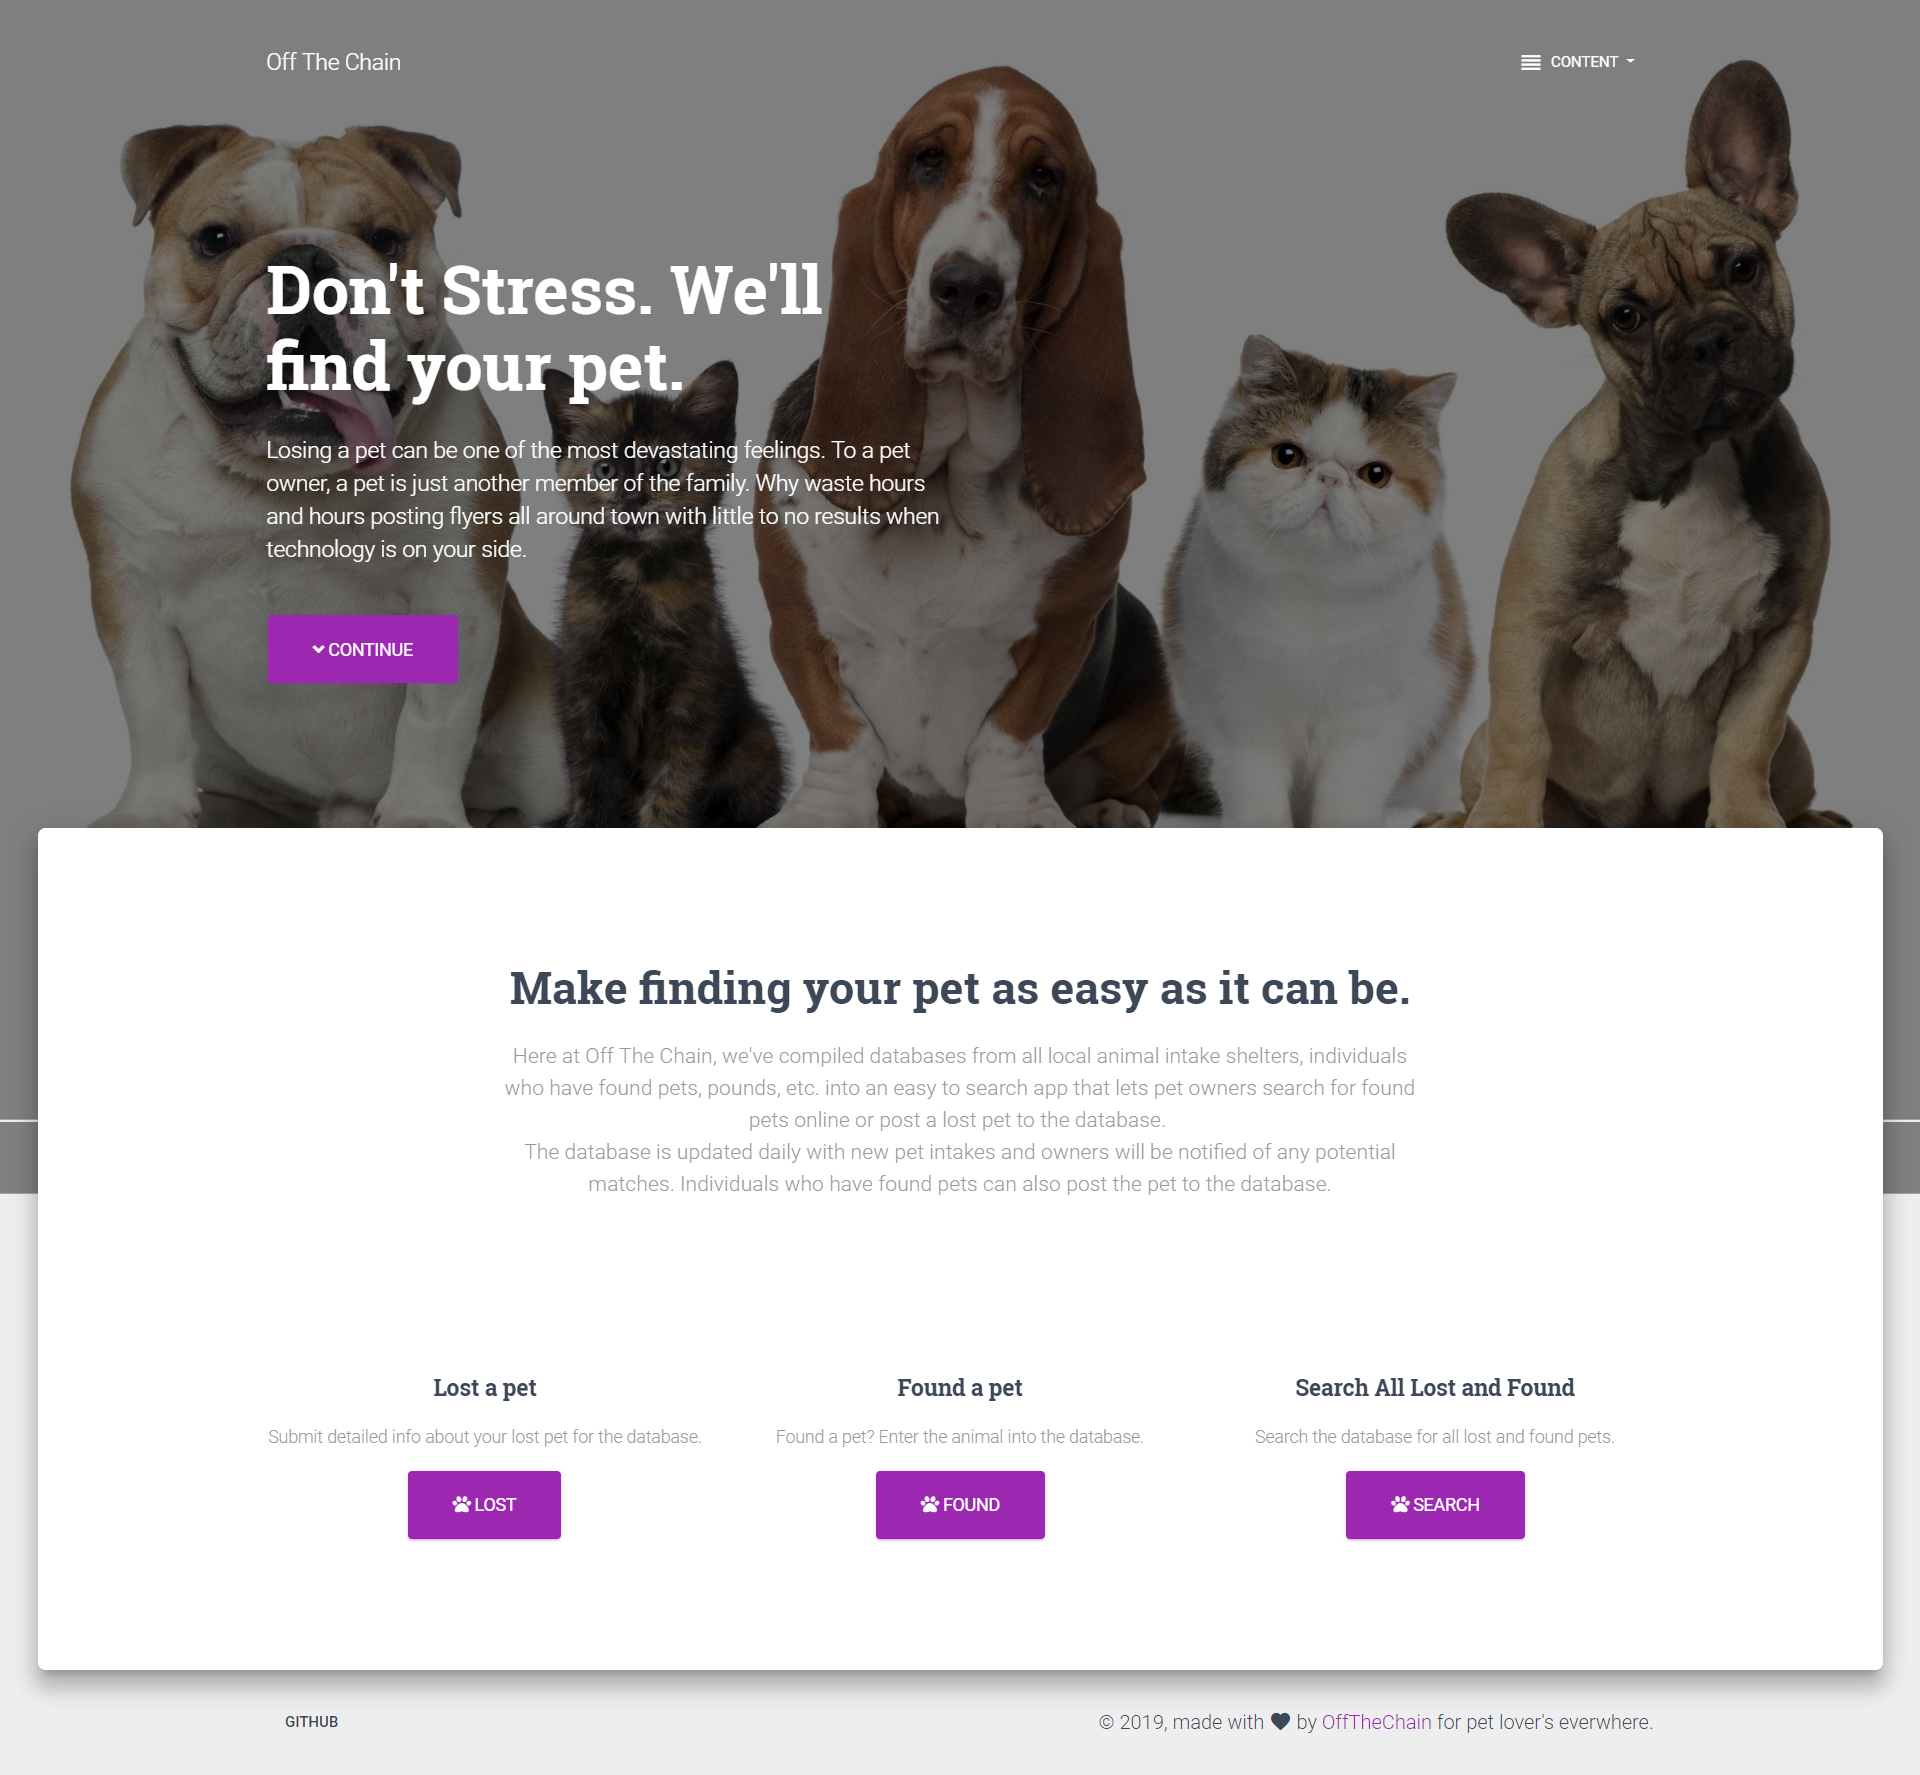 Off The Chain
CONTENT
Don't Stress. We'll
find your pet.
Losing a pet can be one of the most devastating feelings. To a pet
owner, a pet is just another member of the family. Why waste hours
and hours posting flyers all around town with little to no results when
technology is on your side.
CONTINUE
Make finding your pet as easy as it can be.
Here at Off The Chain, we've compiled databases from all local animal intake shelters, individuals
who have found pets, pounds, etc. into an easy to search app that lets pet owners search for found
pets online or post a lost pet to the database.
The database is updated daily with new pet intakes and owners will be notified of any potential
matches. Individuals who have found pets can also post the pet to the database.
Lost a pet
Submit detailed info about your lost pet for the database.
LOST
Found a pet
Found a pet? Enter the animal into the database.
FOUND
Search All Lost and Found
Search the database for all lost and found pets.
SEARCH
GITHUB
© 2019, made with ♥ by OffTheChain for pet lover's everwhere.